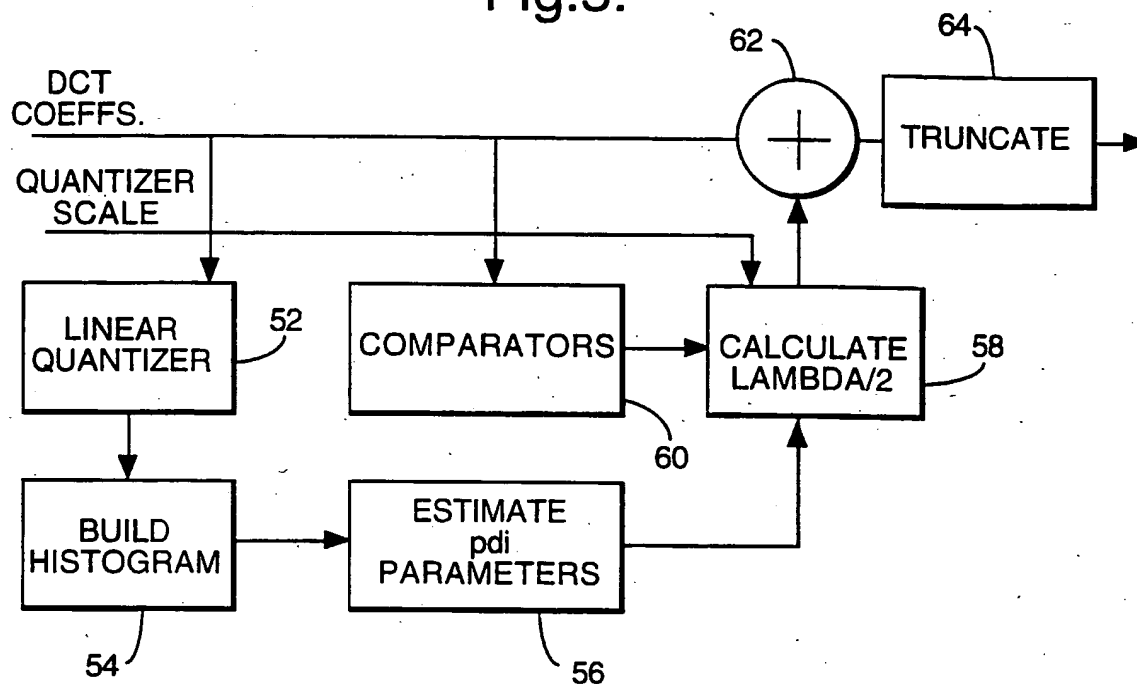 62
64
DCT
COEFFS.
TRUNCATE
QUANTIZER
SCALE
LINEAR
QUANTIZER
52
COMPARATORS
60
CALCULATE
LAMBDA/2
58
BUILD
HISTOGRAM
54
ESTIMATE
pdi
PARAMETERS
56